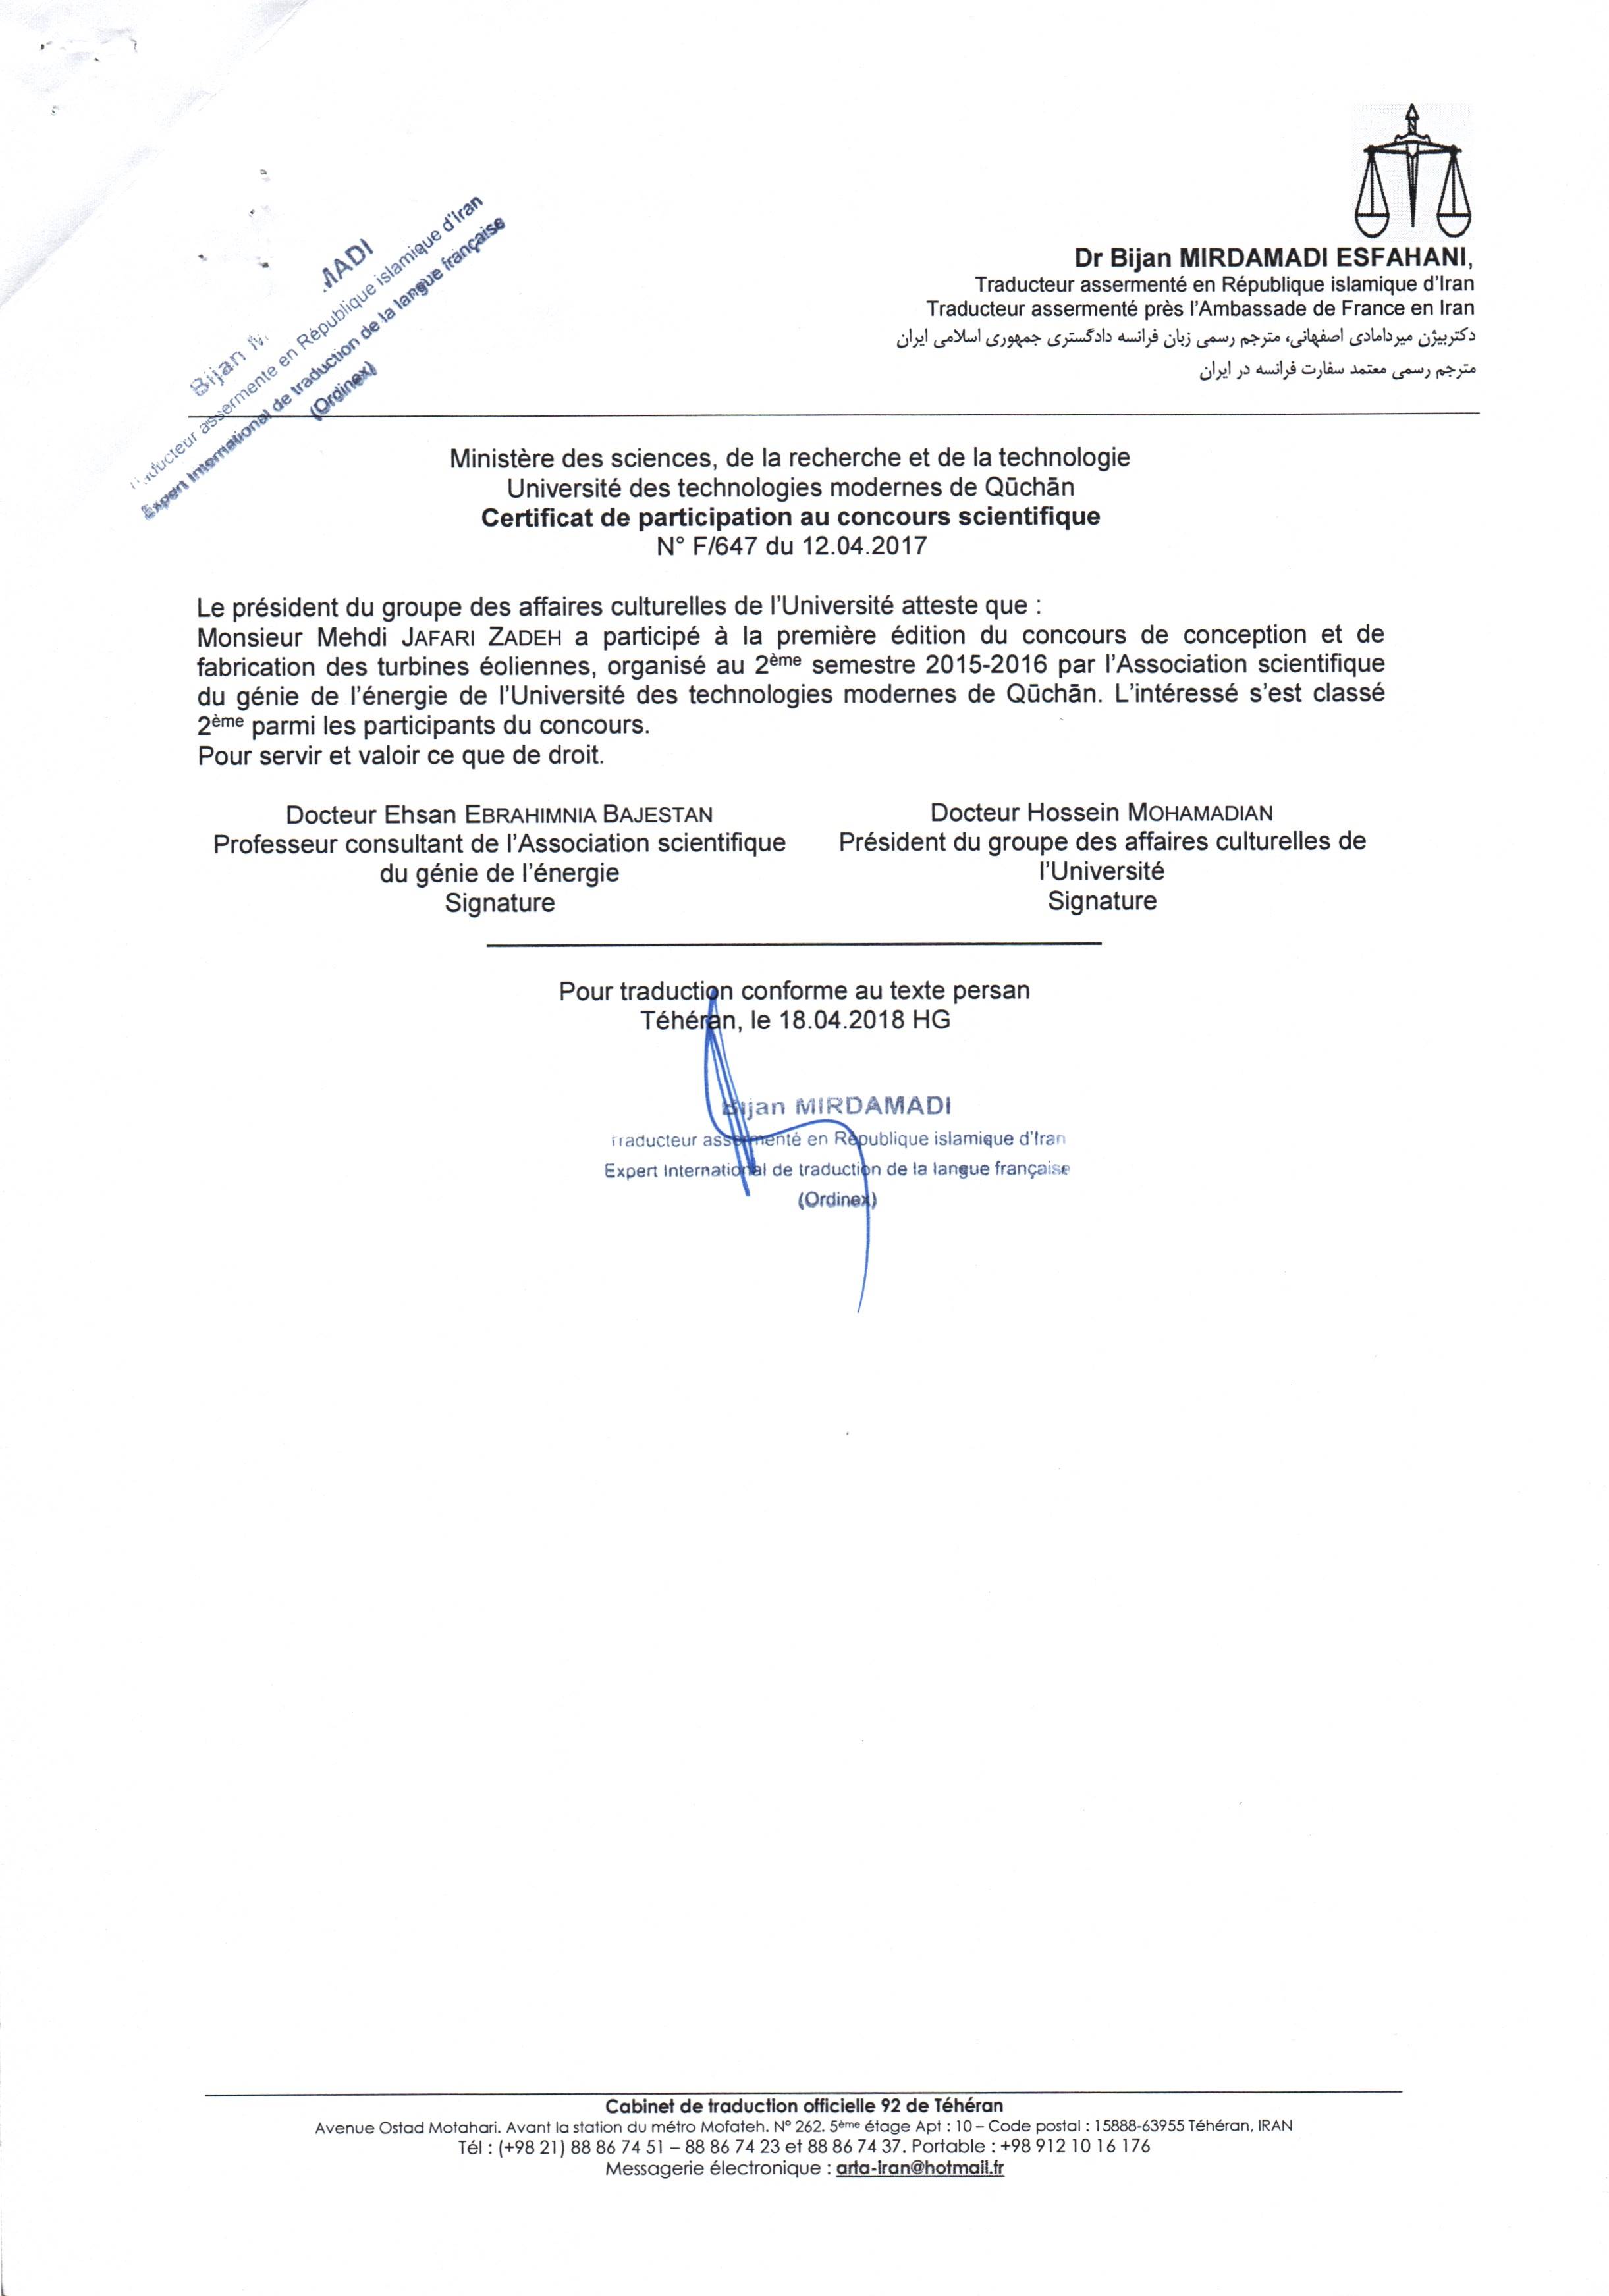 Dr Bijan MIRDAMADI ESFAHANI,
Traducteur assermenté en République islamique d'Iran
Traducteur assermenté près l'Ambassade de France en Iran
دکتربیژن میردامادی اصفهانی، مترجم رسمی زبان فرانسه دادگستری جمهوری اسلامی ایران
مترجم رسمی معتمد سفارت فرانسه در ایران
Bijan
assermenté en République islamique d'Iran
Expert International de traduction de la langue française
(Ordinex)
Ministère des sciences, de la recherche et de la technologie
Université des technologies modernes de Qūchān
Certificat de participation au concours scientifique
N° F/647 du 12.04.2017
Le président du groupe des affaires culturelles de l'Université atteste que :
Monsieur Mehdi JAFARI ZADEH a participé à la première édition du concours de conception et de
fabrication des turbines éoliennes, organisé au 2ème semestre 2015-2016 par l'Association scientifique
du génie de l'énergie de l'Université des technologies modernes de Qūchān. L'intéressé s'est classé
2ème parmi les participants du concours.
Pour servir et valoir ce que de droit.
Docteur Ehsan EBRAHIMNIA BAJESTAN
Professeur consultant de l'Association scientifique
du génie de l'énergie
Signature
Docteur Hossein MOHAMADIAN
Président du groupe des affaires culturelles de
l'Université
Signature
Pour traduction conforme au texte persan
Téhéran, le 18.04.2018 HG
Bijan MIRDAMADI
Traducteur assermenté en République islamique d'Iran
Expert International de traduction de la langue française
(Ordinex)
Cabinet de traduction officielle 92 de Téhéran
Avenue Ostad Motahari. Avant la station du métro Mofateh. N° 262. 5ème étage Apt : 10 – Code postal : 15888-63955 Téhéran, IRAN
Tél : (+98 21) 88 86 74 51 – 88 86 74 23 et 88 86 74 37. Portable : +98 912 10 16 176
Messagerie électronique : arta-iran@hotmail.fr